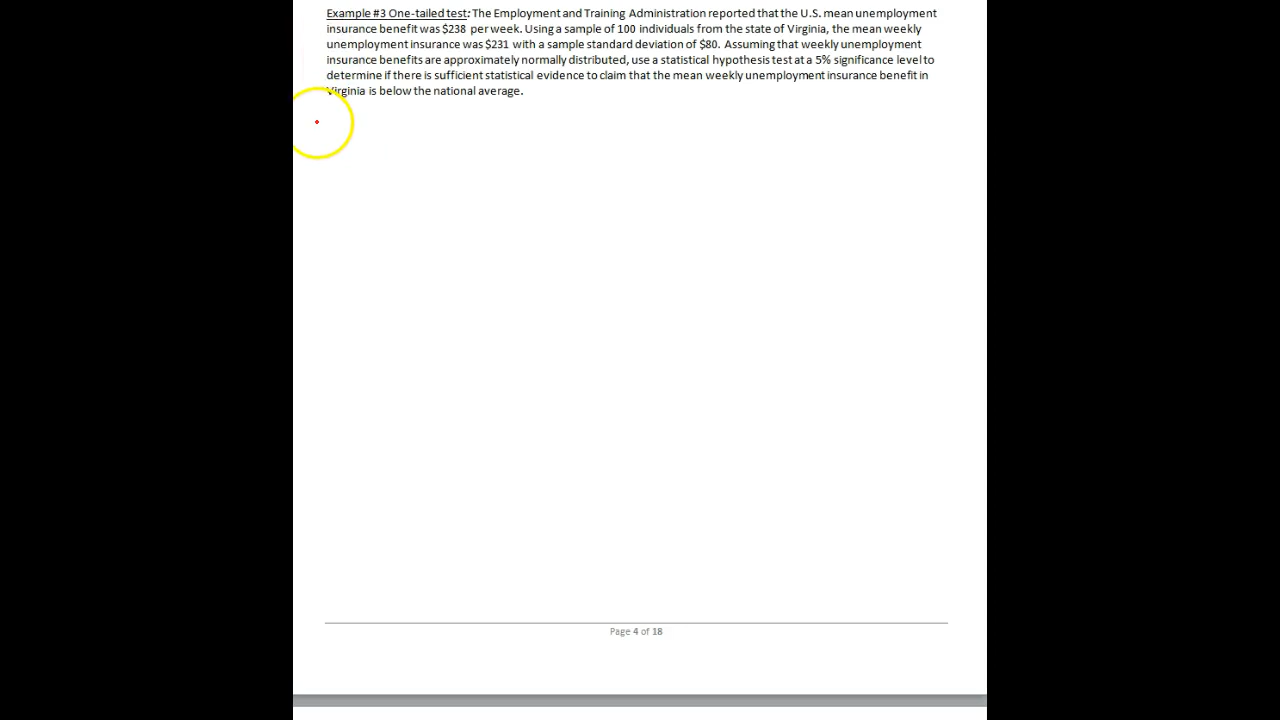 Example #3 One-tailed test: The Employment and Training Administration reported that the U.S. mean unemployment
insurance benefit was $238 per week. Using a sample of 100 individuals from the state of Virginia, the mean weekly
unemployment insurance was $231 with a sample standard deviation of $80. Assuming that weekly unemployment
insurance benefits are approximately normally distributed, use a statistical hypothesis test at a 5% significance level to
determine if there is sufficient statistical evidence to claim that the mean weekly unemployment insurance benefit in
Virginia is below the national average.
Page 4 of 18